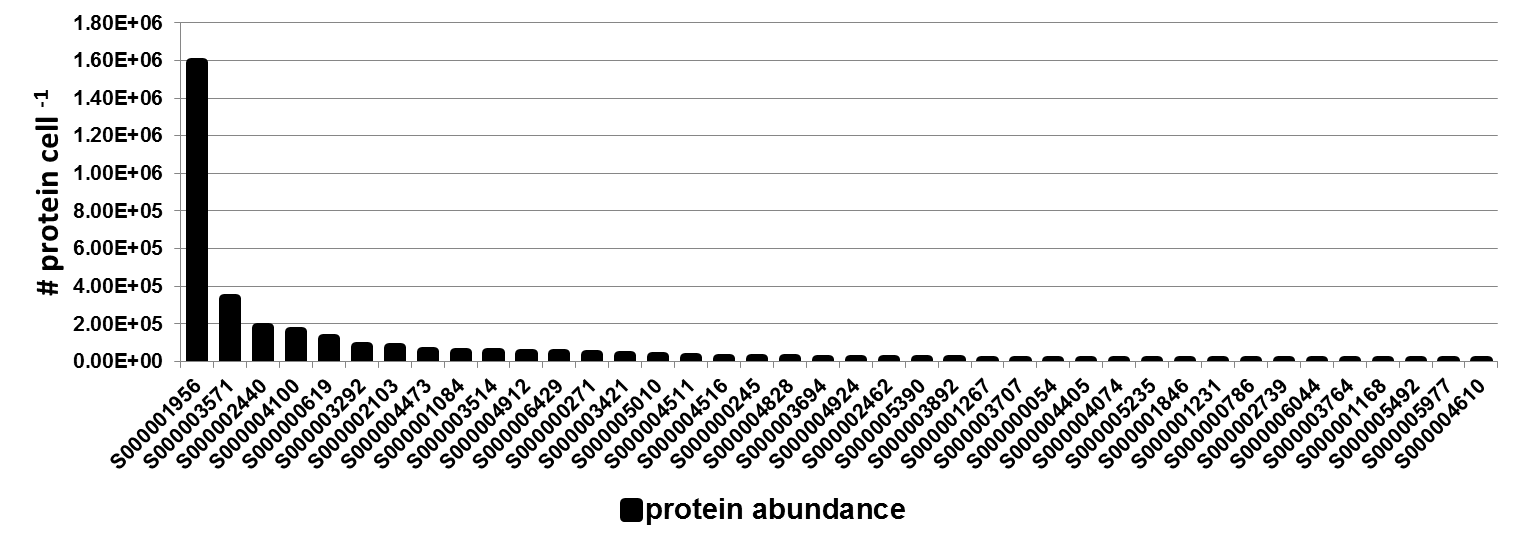 1.80E+06
1.60E+06
1.40E+06
1.20E+06
1.00E+06
8.00E+05
6.00E+05
4.00E+05
2.00E+05
0.00E+00
# protein cell -1
S000001956
S000003571
S000002440
S000004100
S000000619
S000003292
S000002103
S000004473
S000001084
S000003514
S000004912
S000006429
S000000271
S000003421
S000005010
S000004511
S000004516
S000000245
S000004828
S000003694
S000004924
S000002462
S000005390
S000003892
S000001267
S000003707
S000000054
S000004405
S000004074
S000005235
S000001846
S000001231
S000000786
S000002739
S000006044
S000003764
S000001168
S000005492
S000005977
S000004610
protein abundance